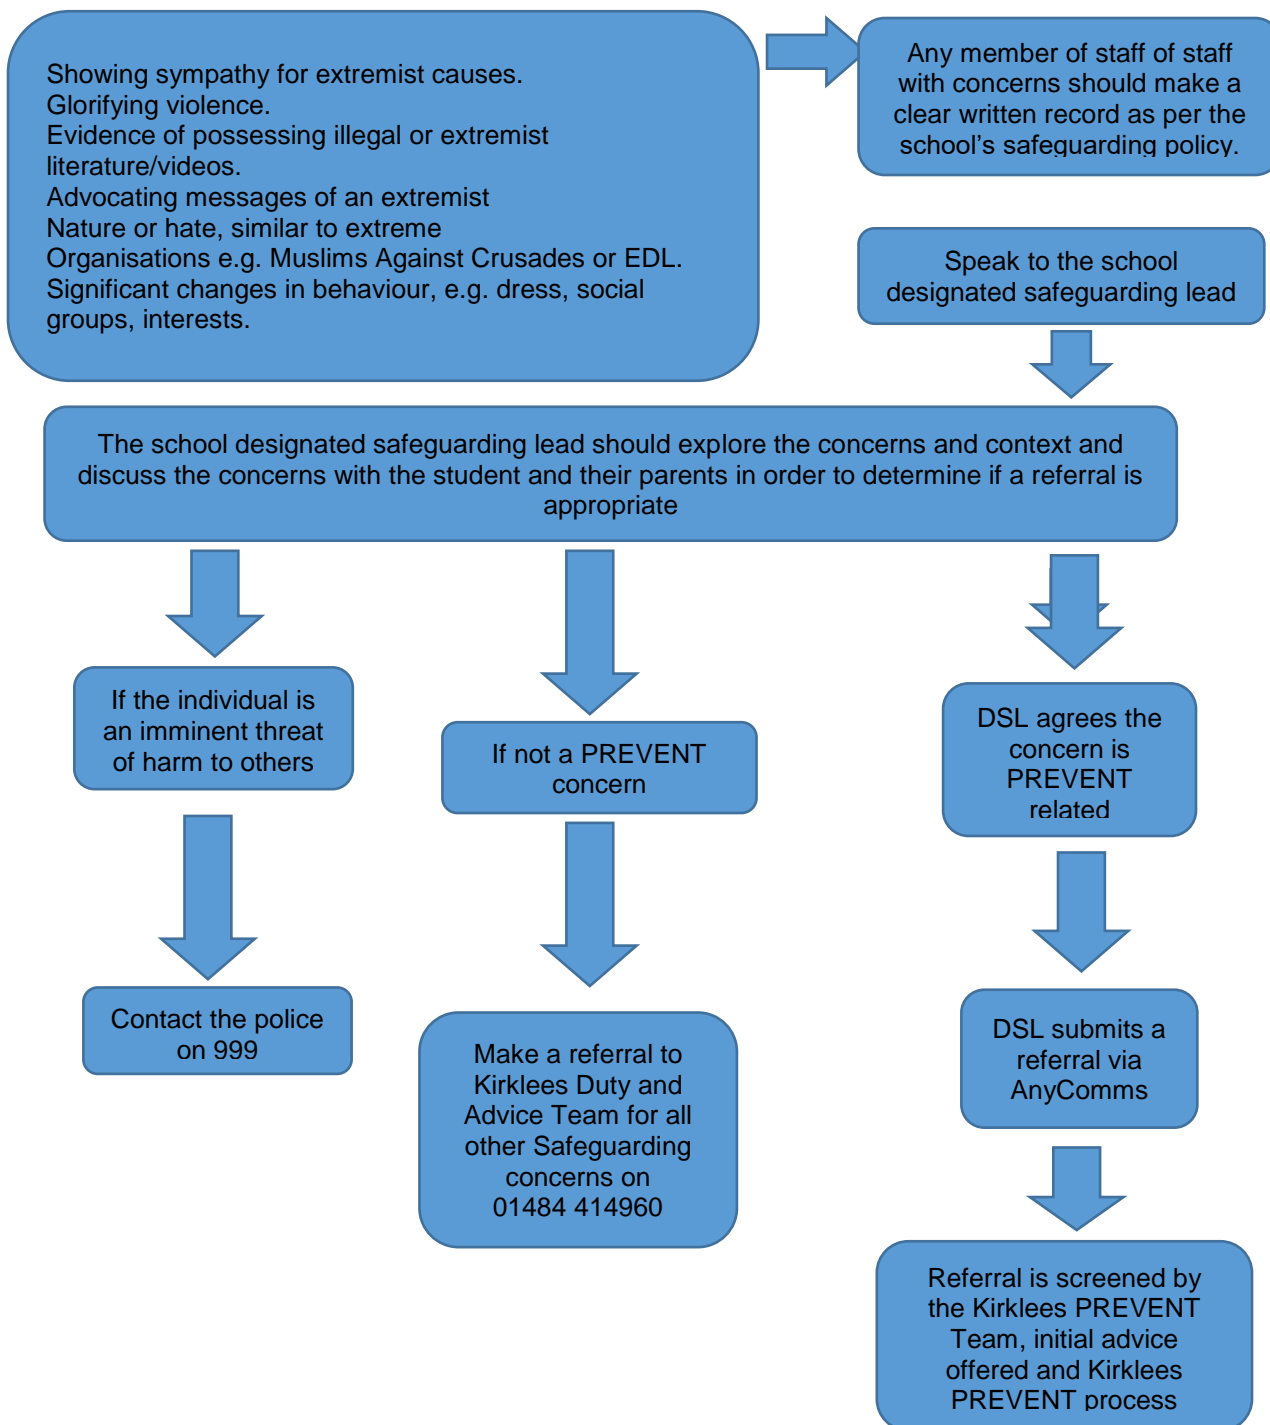 Showing sympathy for extremist causes.
Glorifying violence.
Evidence of possessing illegal or extremist
literature/videos.
Advocating messages of an extremist
Nature or hate, similar to extreme
Organisations e.g. Muslims Against Crusades or EDL.
Significant changes in behaviour, e.g. dress, social
groups, interests.
Any member of staff of staff
with concerns should make a
clear written record as per the
school’s safeguarding policy.
Speak to the school
designated safeguarding lead
The school designated safeguarding lead should explore the concerns and context and
discuss the concerns with the student and their parents in order to determine if a referral is
appropriate
If the individual is
an imminent threat
of harm to others
If not a PREVENT
concern
DSL agrees the
concern is
PREVENT
related
Contact the police
on 999
Make a referral to
Kirklees Duty and
Advice Team for all
other Safeguarding
concerns on
01484 414960
DSL submits a
referral via
AnyComms
Referral is screened by
the Kirklees PREVENT
Team, initial advice
offered and Kirklees
PREVENT process